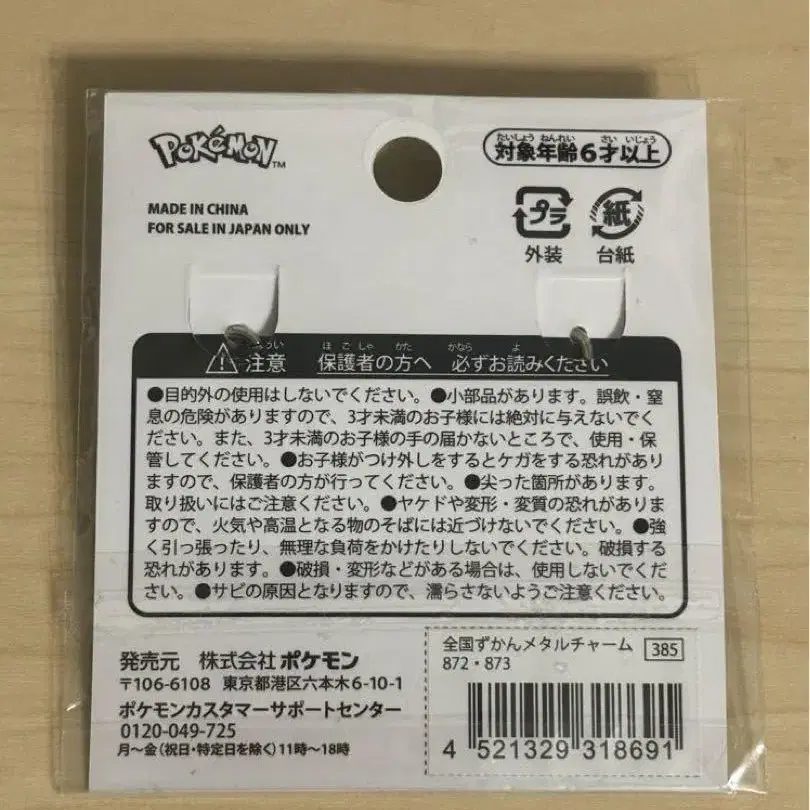 POKéMON™
MADE IN CHINA
FOR SALE IN JAPAN ONLY
たいしょう ねんれい さい いじょう
対象年齢6才以上
プラ
外装
紙
台紙
ほごしゃ かた かなら よ
注意 保護者の方へ 必ずお読みください
●目的外の使用はしないでください。●小部品があります。誤飲・窒
息の危険がありますので、3才未満のお子様には絶対に与えないでく
ださい。また、3才未満のお子様の手の届かないところで、使用・保
管してください。●お子様がつけ外しをするとケガをする恐れがあり
ますので、保護者の方が行ってください。●尖った箇所があります。
取り扱いにはご注意ください。●ヤケドや変形・変質の恐れがありま
すので、火気や高温となる物のそばには近づけないでください。●強
く引っ張ったり、無理な負荷をかけたりしないでください。破損する
恐れがあります。●破損・変形などがある場合は、使用しないでくだ
さい。●サビの原因となりますので、濡らさないようご注意ください。
発売元 株式会社ポケモン
〒106-6108 東京都港区六本木6-10-1
ポケモンカスタマーサポートセンター
0120-049-725
月～金（祝日・特定日を除く）11時～18時
全国ずかんメタルチャーム 385
872・873
4 521329 318691